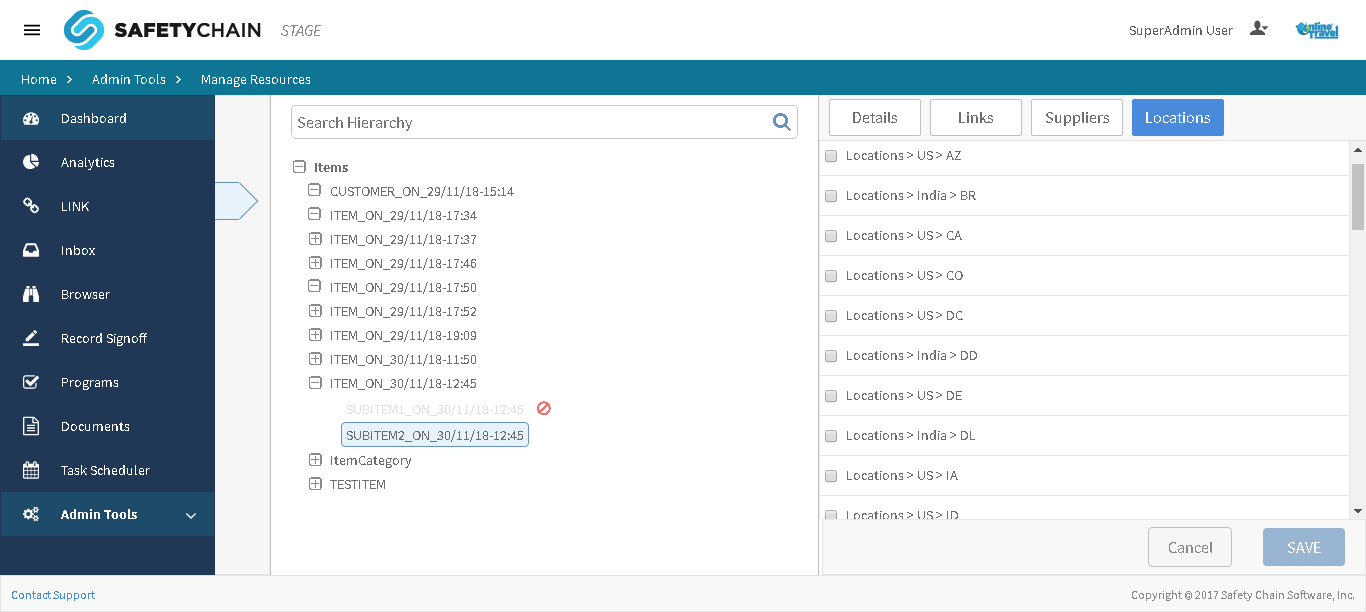 SAFETYCHAIN STAGE
SuperAdmin User
Online Travel
Home > Admin Tools > Manage Resources
Dashboard
Analytics
LINK
Inbox
Browser
Record Signoff
Programs
Documents
Task Scheduler
Admin Tools
Search Hierarchy
Items
CUSTOMER_ON_29/11/18-15:14
ITEM_ON_29/11/18-17:34
ITEM_ON_29/11/18-17:37
ITEM_ON_29/11/18-17:46
ITEM_ON_29/11/18-17:50
ITEM_ON_29/11/18-17:52
ITEM_ON_29/11/18-19:09
ITEM_ON_30/11/18-11:50
ITEM_ON_30/11/18-12:45
SUBITEM1_ON_30/11/18-12:45
SUBITEM2_ON_30/11/18-12:45
ItemCategory
TESTITEM
Details Links Suppliers Locations
Locations > US > AZ
Locations > India > BR
Locations > US > CA
Locations > US > CO
Locations > US > DC
Locations > India > DD
Locations > US > DE
Locations > India > DL
Locations > US > IA
Locations > US > ID
Cancel SAVE
Contact Support
Copyright © 2017 Safety Chain Software, Inc.